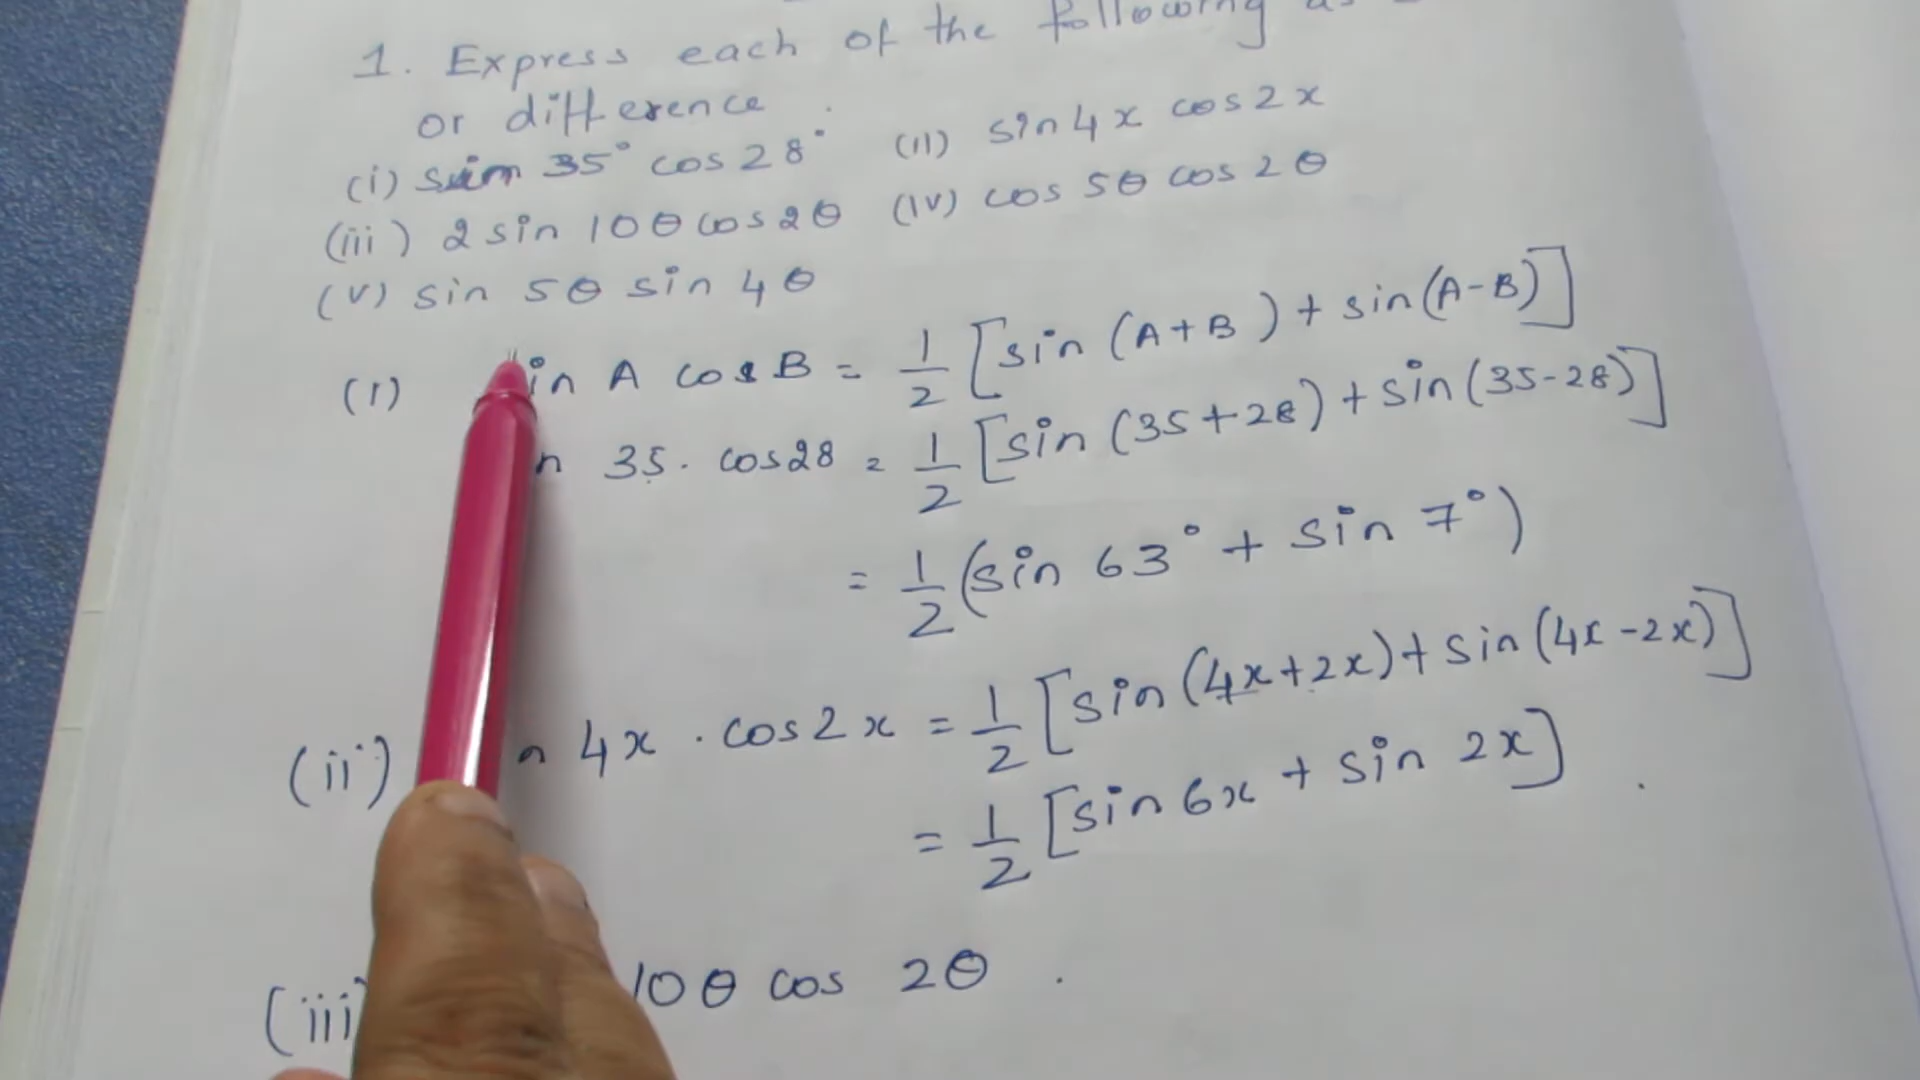 1. Express each of the following as
or difference
(i) sin 35° cos 28° (ii) sin 4x cos 2x
(iii) 2 sin 10θ cos 2θ (iv) cos 5θ cos 2θ
(v) sin 5θ sin 4θ
(I) in A cos B = 1/2 [sin (A+B) + sin (A-B)]
n 35. cos 28 = 1/2 [sin (35+28) + sin (35-28)]
= 1/2 (sin 63° + sin 7°)
(ii) n 4x . cos 2x = 1/2 [sin (4x+2x) + sin (4x-2x)]
= 1/2 [sin 6x + sin 2x]
(iii) 10θ cos 2θ .